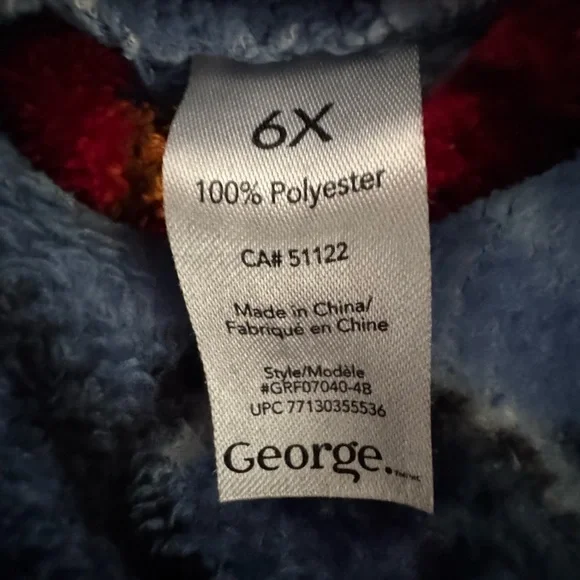 6X
100% Polyester
CA# 51122
Made in China/
Fabriqué en Chine
Style/Modèle
#GRF07040-4B
UPC 77130355536
George.